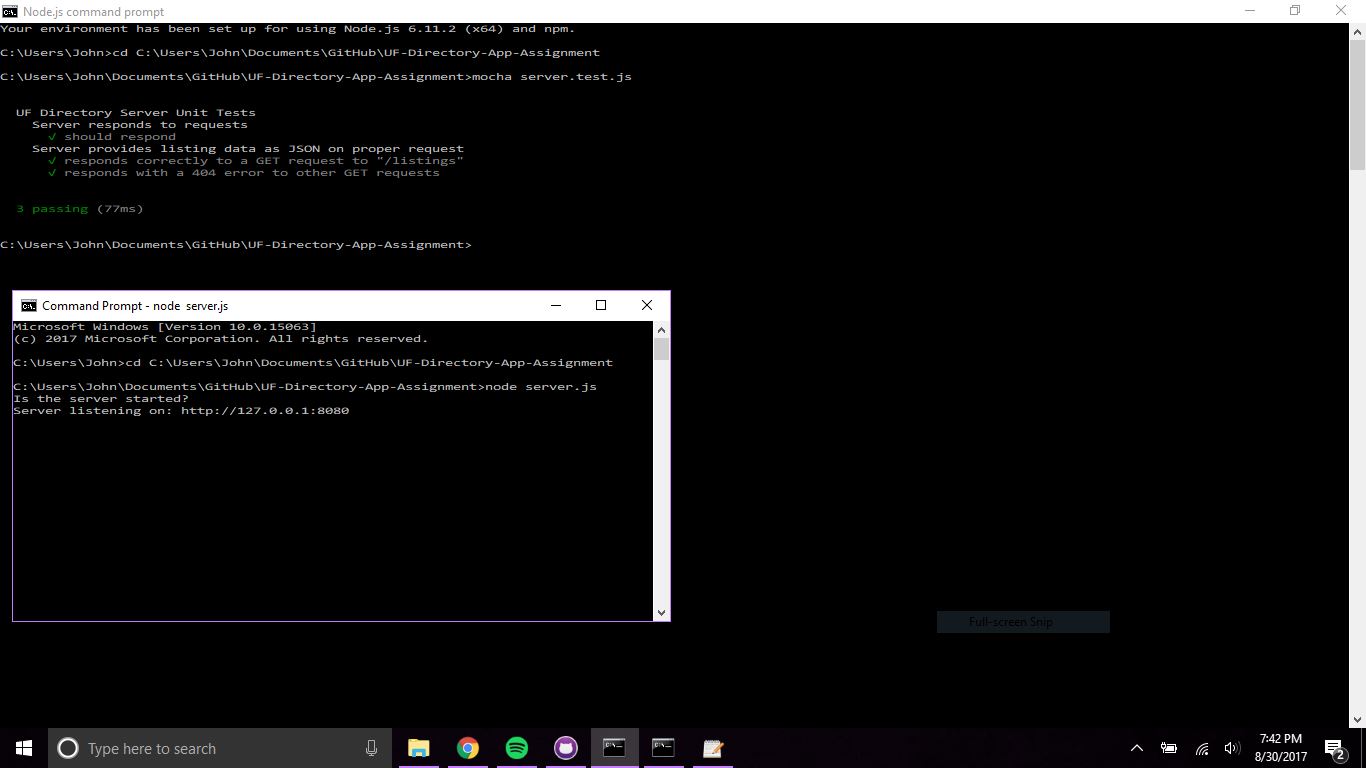 Node.js command prompt
Your environment has been set up for using Node.js 6.11.2 (x64) and npm.
C:\Users\John>cd C:\Users\John\Documents\GitHub\UF-Directory-App-Assignment
C:\Users\John\Documents\GitHub\UF-Directory-App-Assignment>mocha server.test.js
UF Directory Server Unit Tests
Server responds to requests
√ should respond
Server provides listing data as JSON on proper request
√ responds correctly to a GET request to "/listings"
√ responds with a 404 error to other GET requests
3 passing (77ms)
C:\Users\John\Documents\GitHub\UF-Directory-App-Assignment>
Command Prompt - node  server.js
Microsoft Windows [Version 10.0.15063]
(c) 2017 Microsoft Corporation. All rights reserved.
C:\Users\John>cd C:\Users\John\Documents\GitHub\UF-Directory-App-Assignment
C:\Users\John\Documents\GitHub\UF-Directory-App-Assignment>node server.js
Is the server started?
Server listening on: http://127.0.0.1:8080
Full-screen Snip
Type here to search
7:42 PM
8/30/2017
2